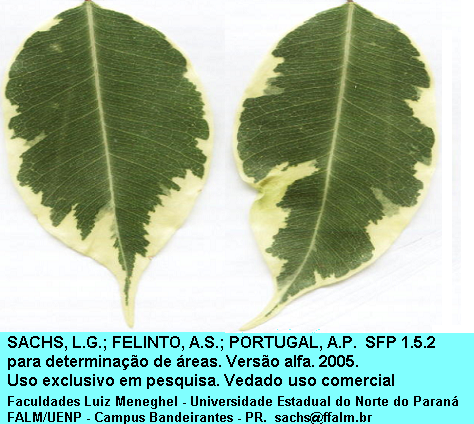 SACHS, L.G.; FELINTO, A.S.; PORTUGAL, A.P. SFP 1.5.2
para determinação de áreas. Versão alfa. 2005.
Uso exclusivo em pesquisa. Vedado uso comercial
Faculdades Luiz Meneghel - Universidade Estadual do Norte do Paraná
FALM/UENP - Campus Bandeirantes - PR. sachs@ffalm.br